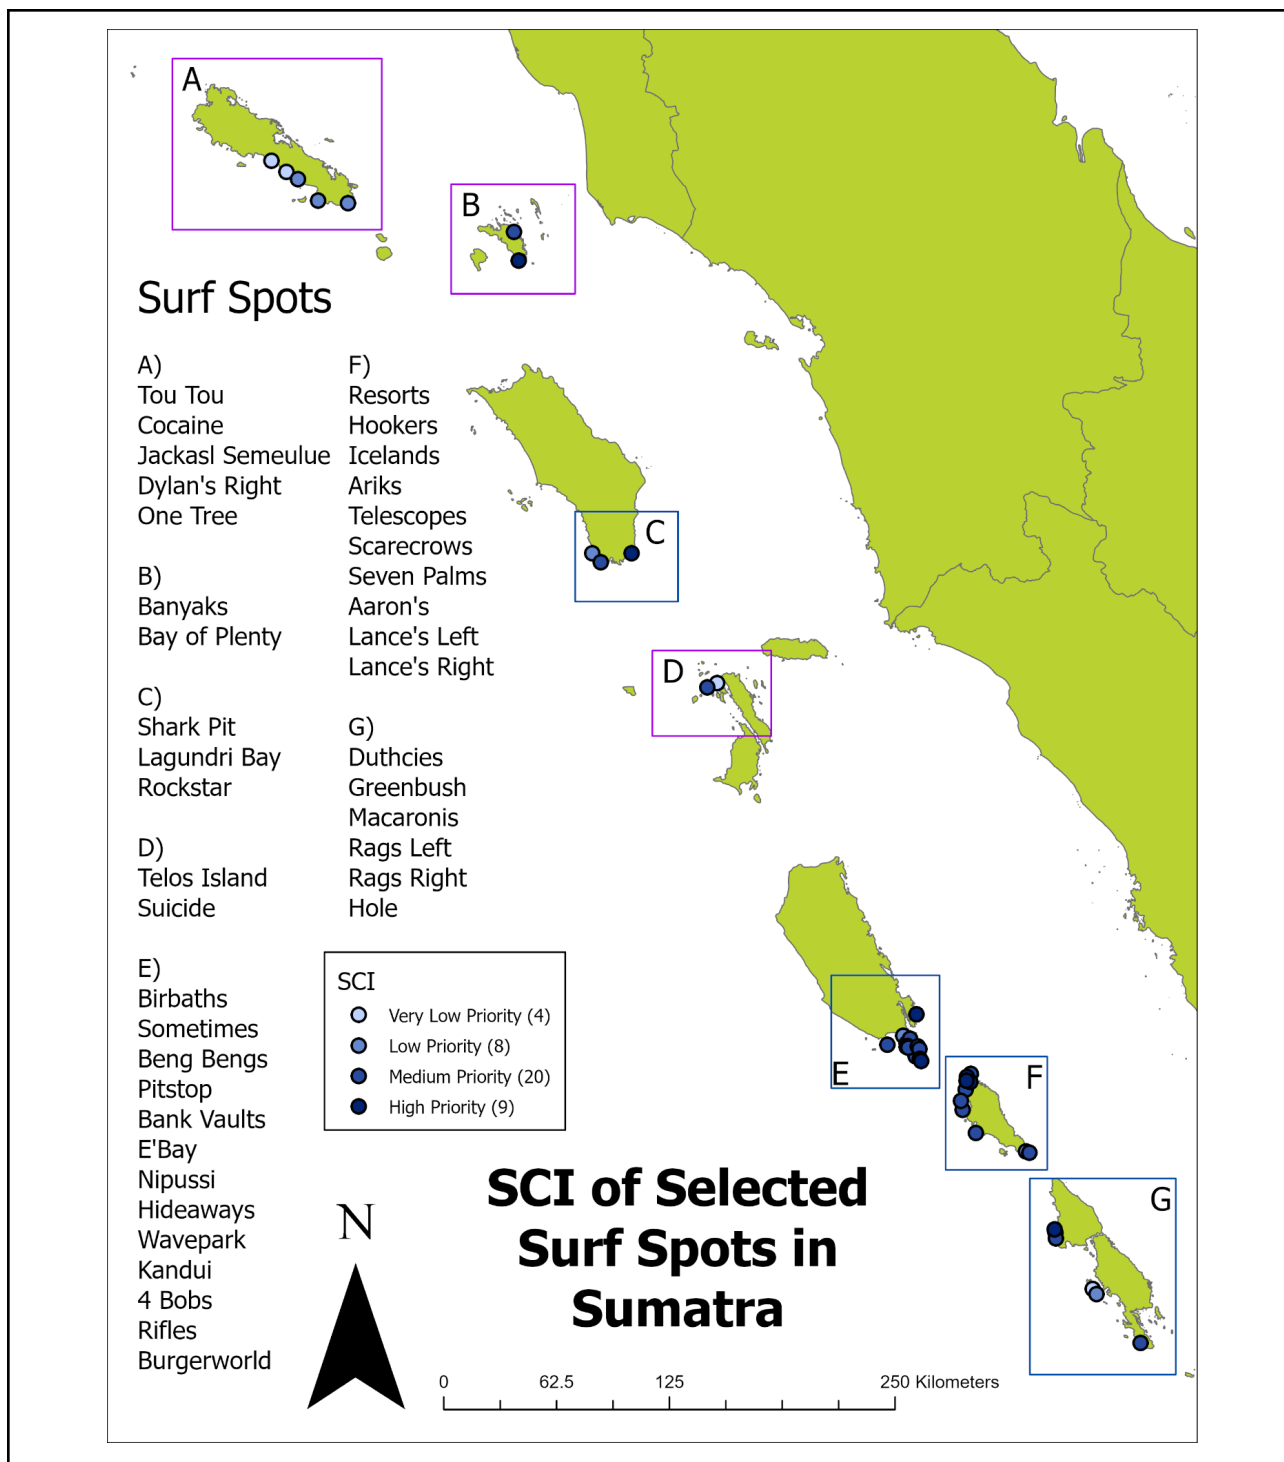 A
B
Surf Spots
A)
Tou Tou
Cocaine
Jackasl Semeulue
Dylan's Right
One Tree
B)
Banyaks
Bay of Plenty
C)
Shark Pit
Lagundri Bay
Rockstar
D)
Telos Island
Suicide
E)
Birbaths
Sometimes
Beng Bengs
Pitstop
Bank Vaults
E'Bay
Nipussi
Hideaways
Wavepark
Kandui
4 Bobs
Rifles
Burgerworld
F)
Resorts
Hookers
Icelands
Ariks
Telescopes
Scarecrows
Seven Palms
Aaron's
Lance's Left
Lance's Right
G)
Duthcies
Greenbush
Macaronis
Rags Left
Rags Right
Hole
C
D
E
F
G
SCI
Very Low Priority (4)
Low Priority (8)
Medium Priority (20)
High Priority (9)
N
SCI of Selected
Surf Spots in
Sumatra
0 62.5 125 250 Kilometers